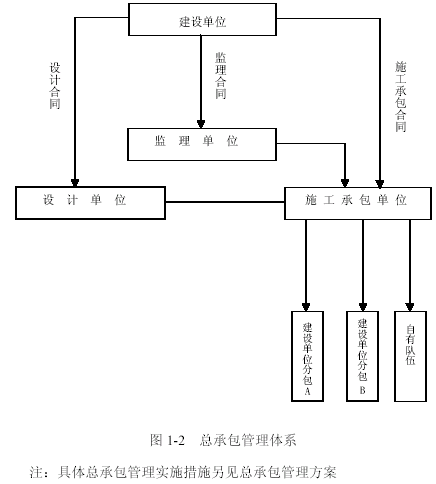 建设单位
设计合同
监理合同
施工承包合同
监理单位
设计单位
施工承包单位
建设单位分包A
建设单位分包B
自有队伍
图 1-2 总承包管理体系
注：具体总承包管理实施措施另见总承包管理方案